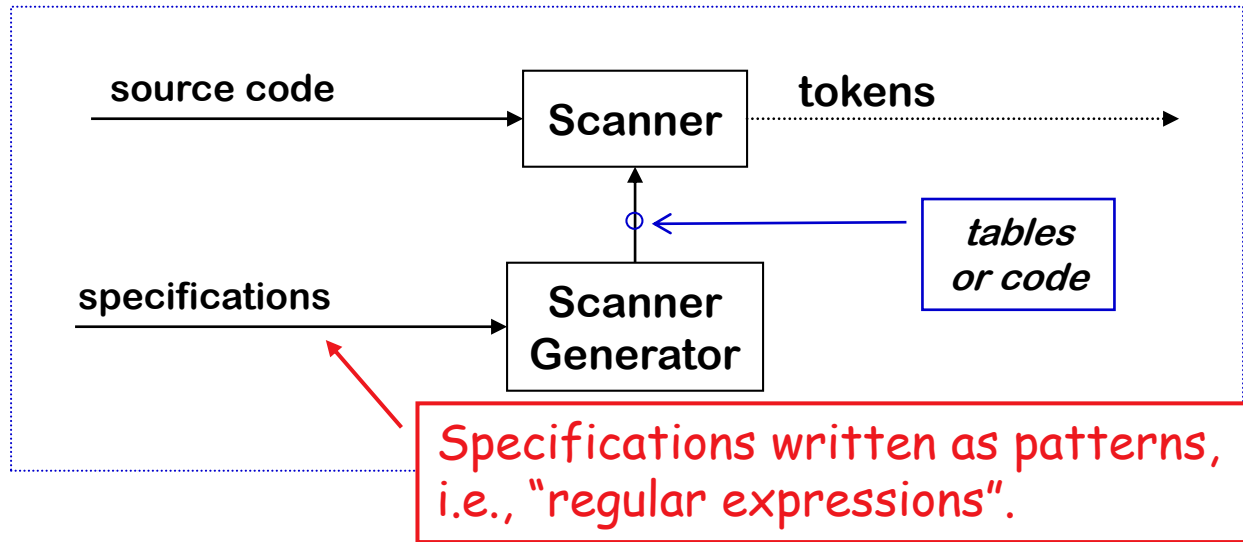 source code
Scanner
tokens
tables
or code
specifications
Scanner
Generator
Specifications written as patterns,
i.e., “regular expressions”.